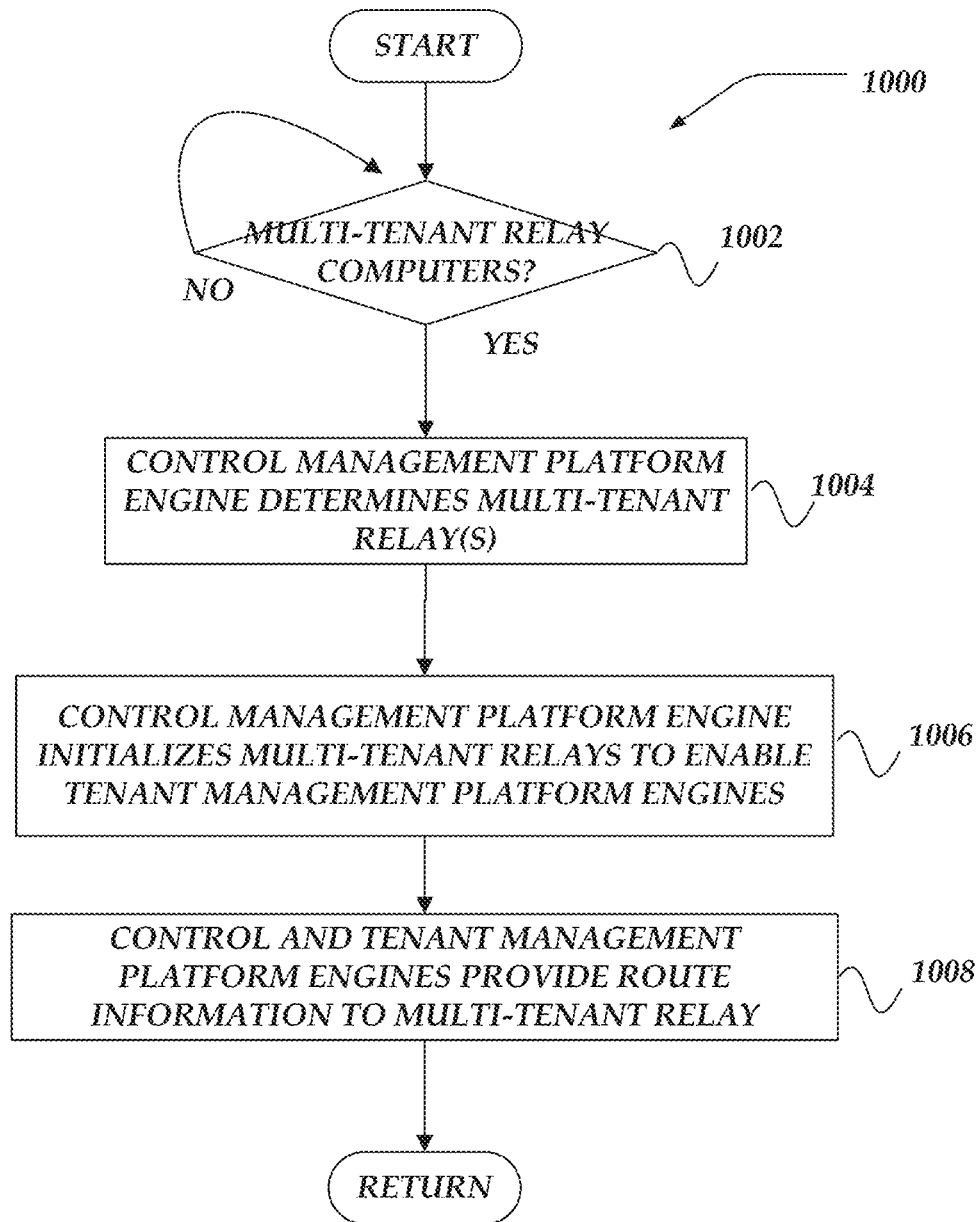 START
1000
MULTI-TENANT RELAY
COMPUTERS?
1002
NO
YES
CONTROL MANAGEMENT PLATFORM
ENGINE DETERMINES MULTI-TENANT
RELAY(S)
1004
CONTROL MANAGEMENT PLATFORM ENGINE
INITIALIZES MULTI-TENANT RELAYS TO ENABLE
TENANT MANAGEMENT PLATFORM ENGINES
1006
CONTROL AND TENANT MANAGEMENT
PLATFORM ENGINES PROVIDE ROUTE
INFORMATION TO MULTI-TENANT RELAY
1008
RETURN